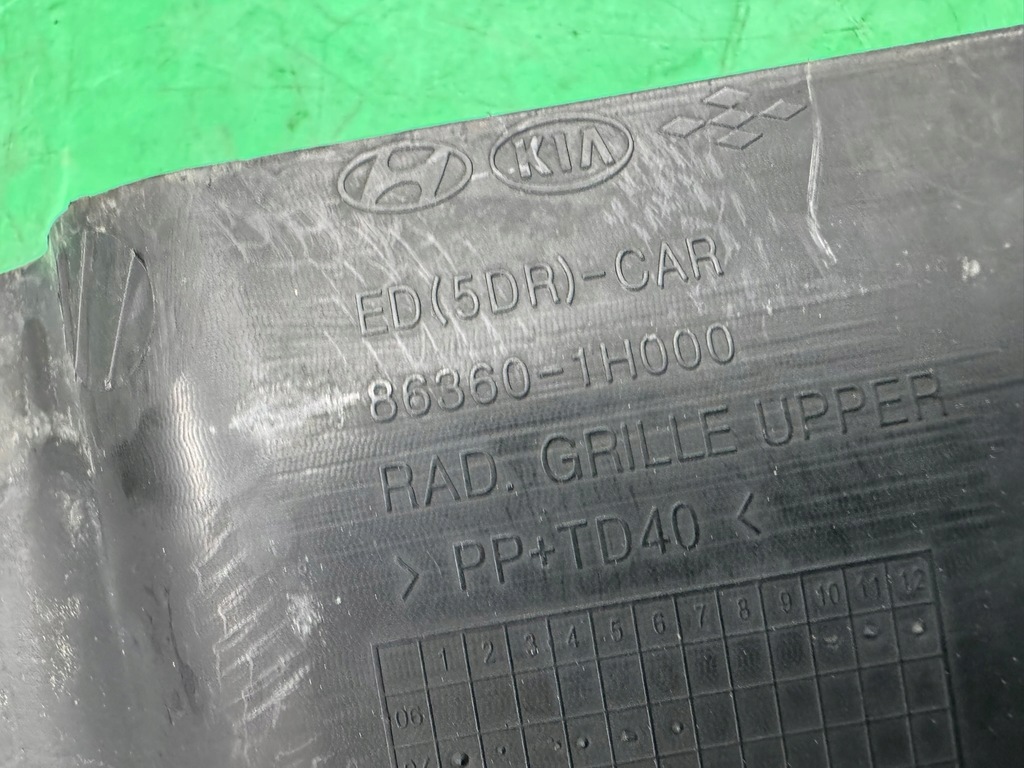 KIA
ED(5DR)-CAR
86360-1H000
RAD. GRILLE UPPER
> PP+TD40 <
1 2 3 4 5 6 7 8 9 10 11 12
06